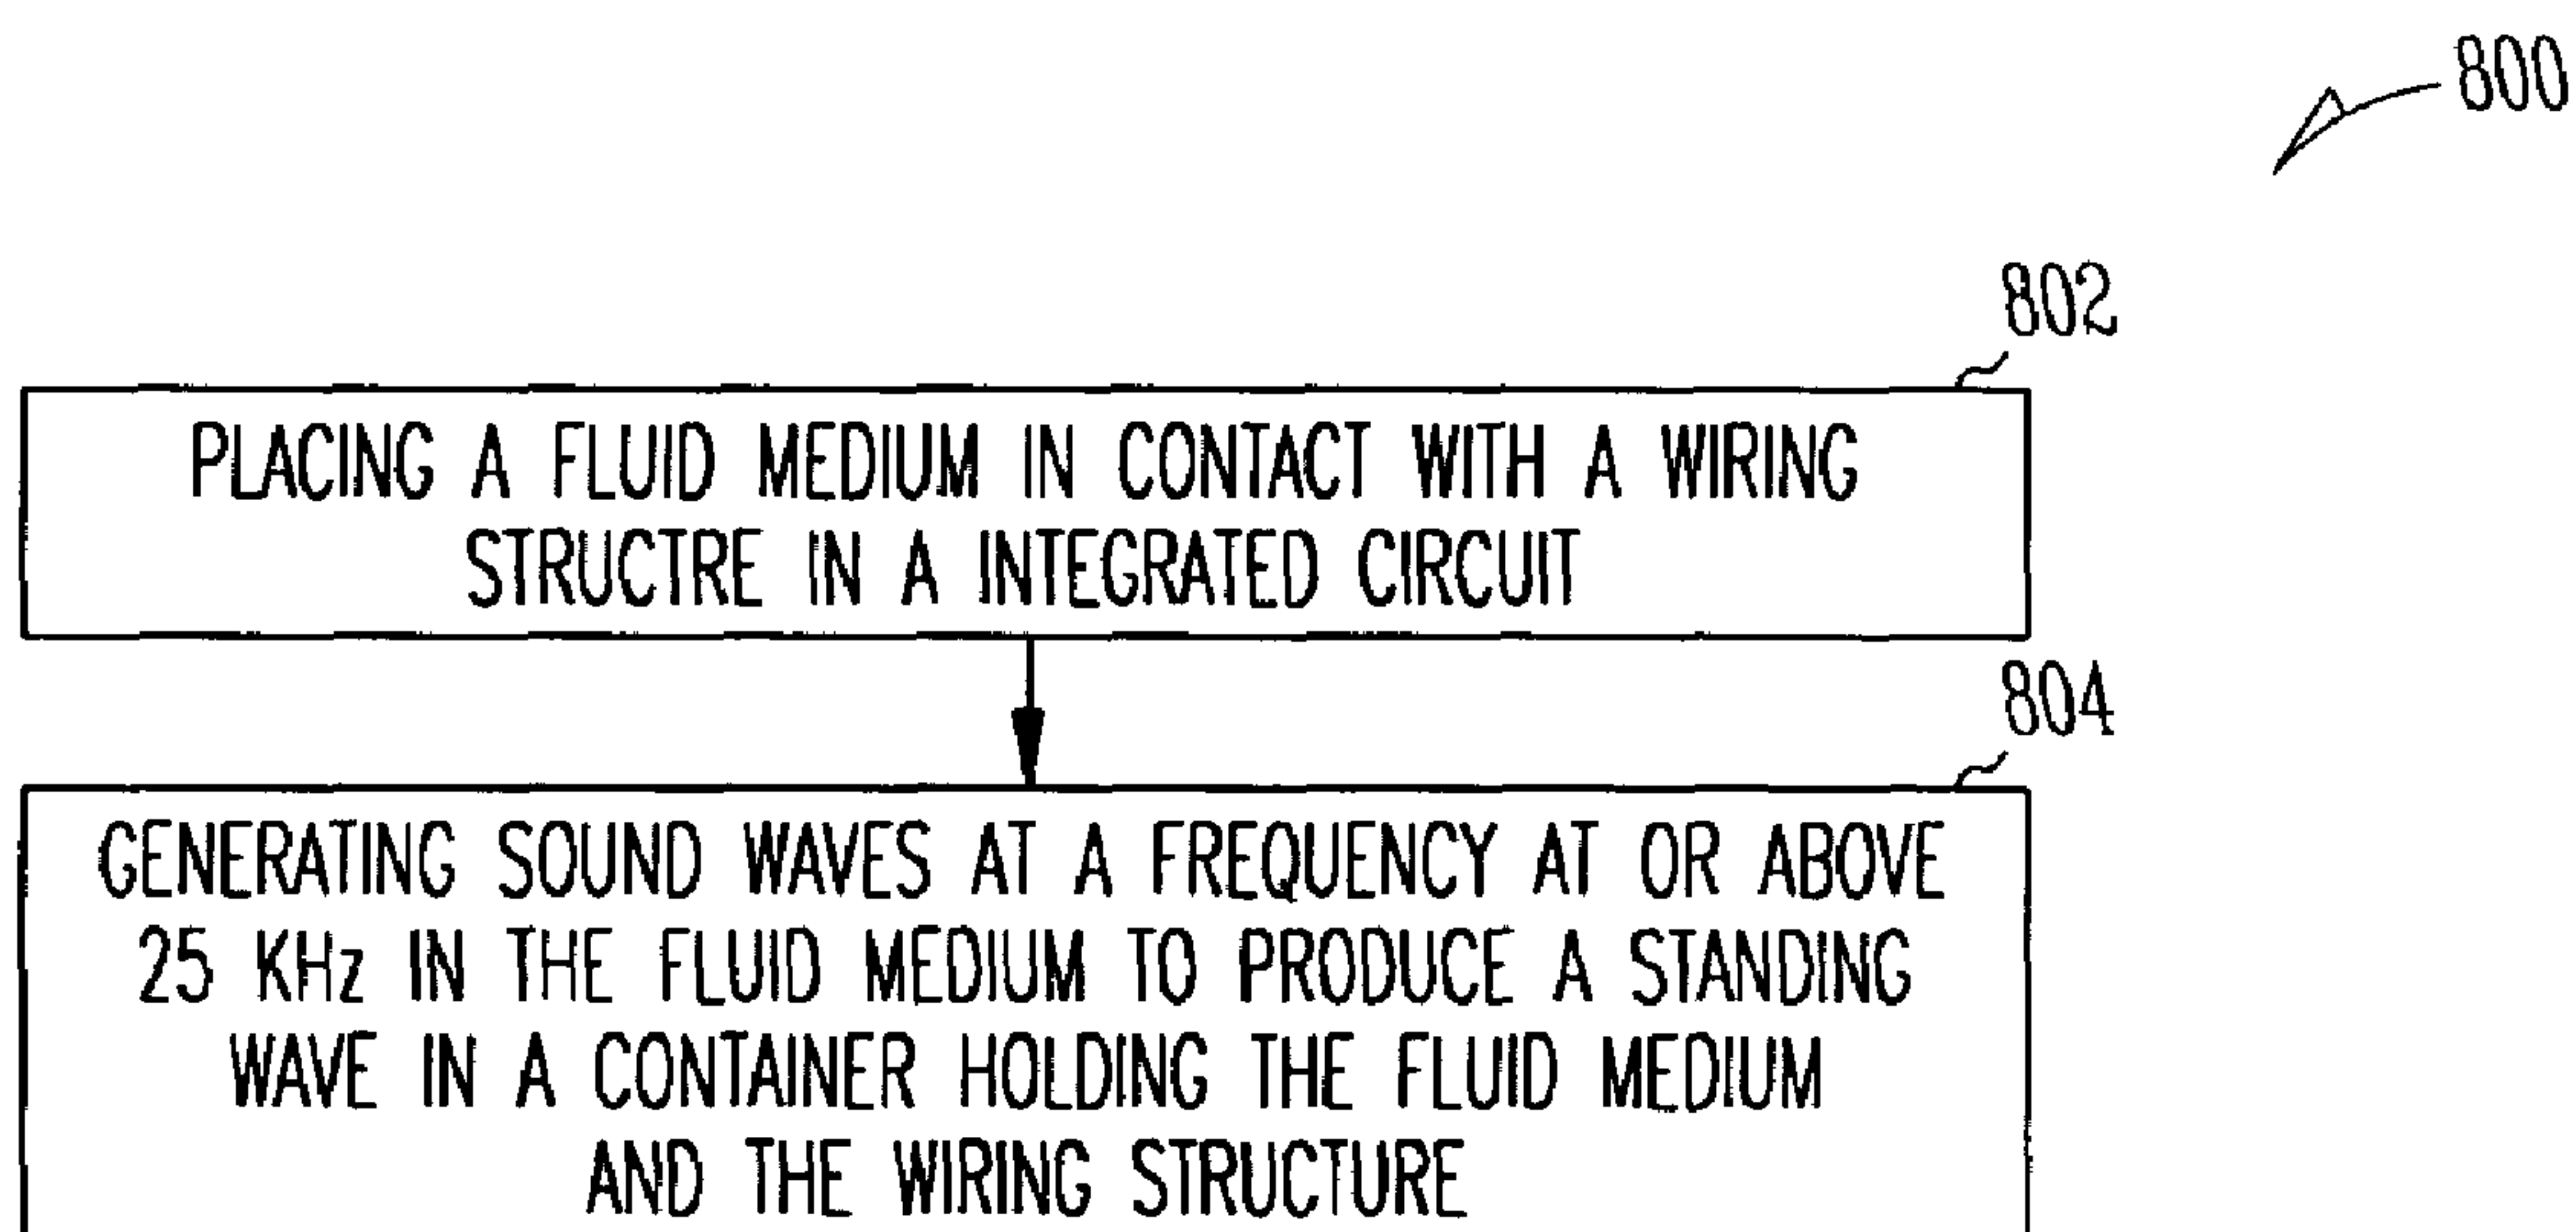 800
802
PLACING A FLUID MEDIUM IN CONTACT WITH A WIRING
STRUCTRE IN A INTEGRATED CIRCUIT
804
GENERATING SOUND WAVES AT A FREQUENCY AT OR ABOVE
25 KHz IN THE FLUID MEDIUM TO PRODUCE A STANDING
WAVE IN A CONTAINER HOLDING THE FLUID MEDIUM
AND THE WIRING STRUCTURE